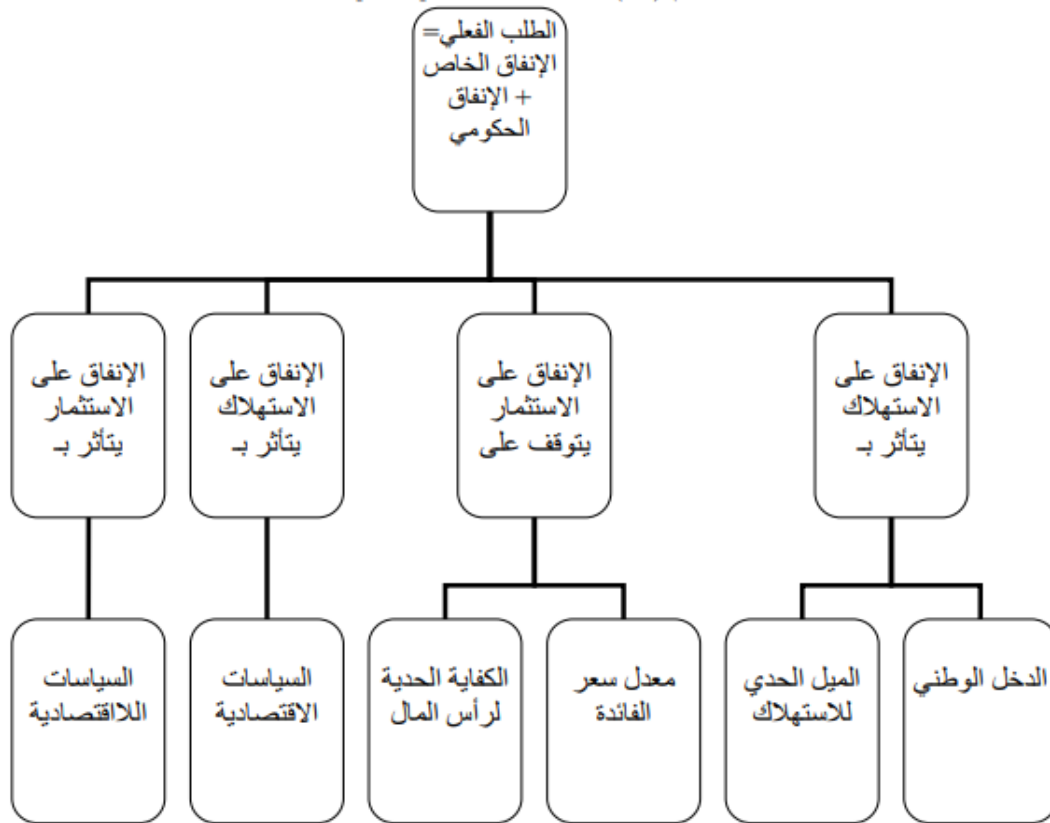 الطلب الفعلي=
الإنفاق الخاص
+ الإنفاق
الحكومي
الإنفاق على
الاستهلاك
يتأثر بـ
الإنفاق على
الاستثمار
يتوقف على
الإنفاق على
الاستهلاك
يتأثر بـ
الإنفاق على
الاستثمار
يتأثر بـ
الدخل الوطني
الميل الحدي
للاستهلاك
معدل سعر
الفائدة
الكفاية الحدية
لرأس المال
السياسات
الاقتصادية
السياسات
اللااقتصادية